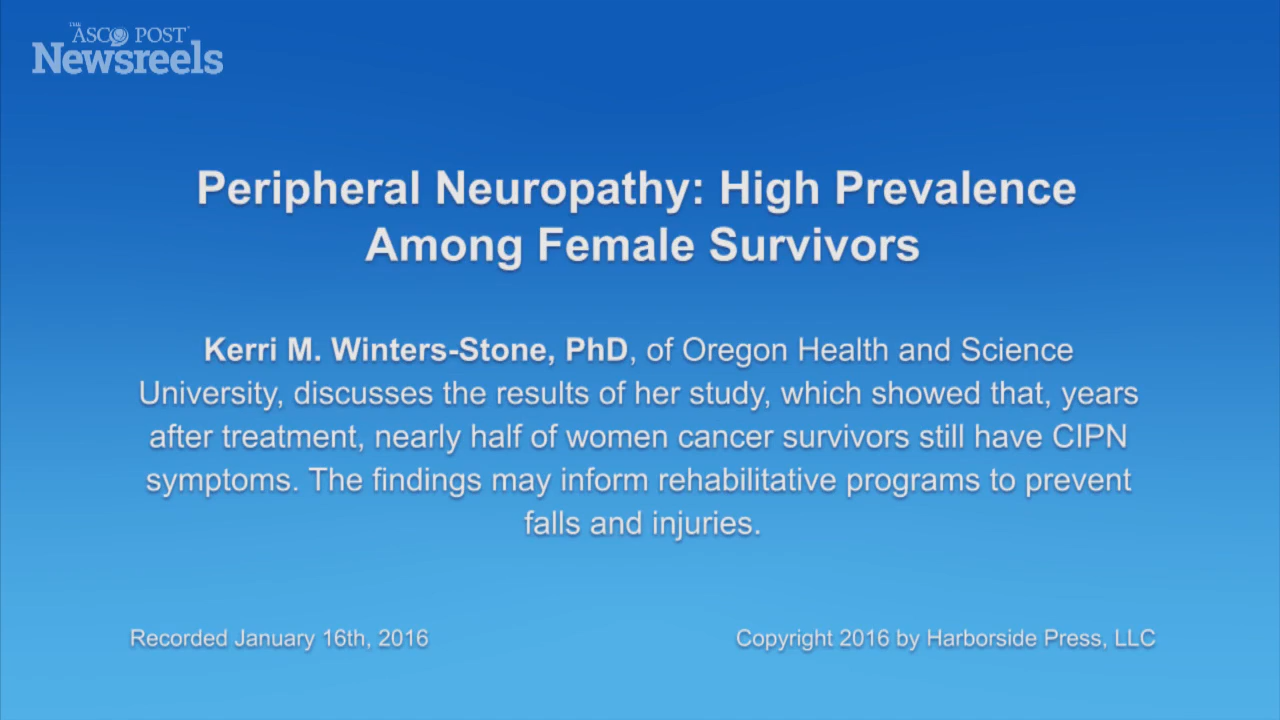 THE
ASCO POST
Newsreels
Peripheral Neuropathy: High Prevalence
Among Female Survivors
Kerri M. Winters-Stone, PhD, of Oregon Health and Science
University, discusses the results of her study, which showed that, years
after treatment, nearly half of women cancer survivors still have CIPN
symptoms. The findings may inform rehabilitative programs to prevent
falls and injuries.
Recorded January 16th, 2016
Copyright 2016 by Harborside Press, LLC